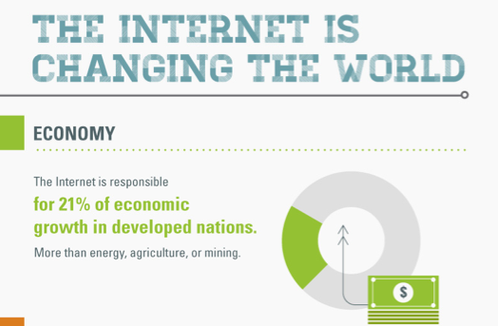 THE INTERNET IS
CHANGING THE WORLD
ECONOMY
The Internet is responsible
for 21% of economic
growth in developed nations.
More than energy, agriculture, or mining.
$